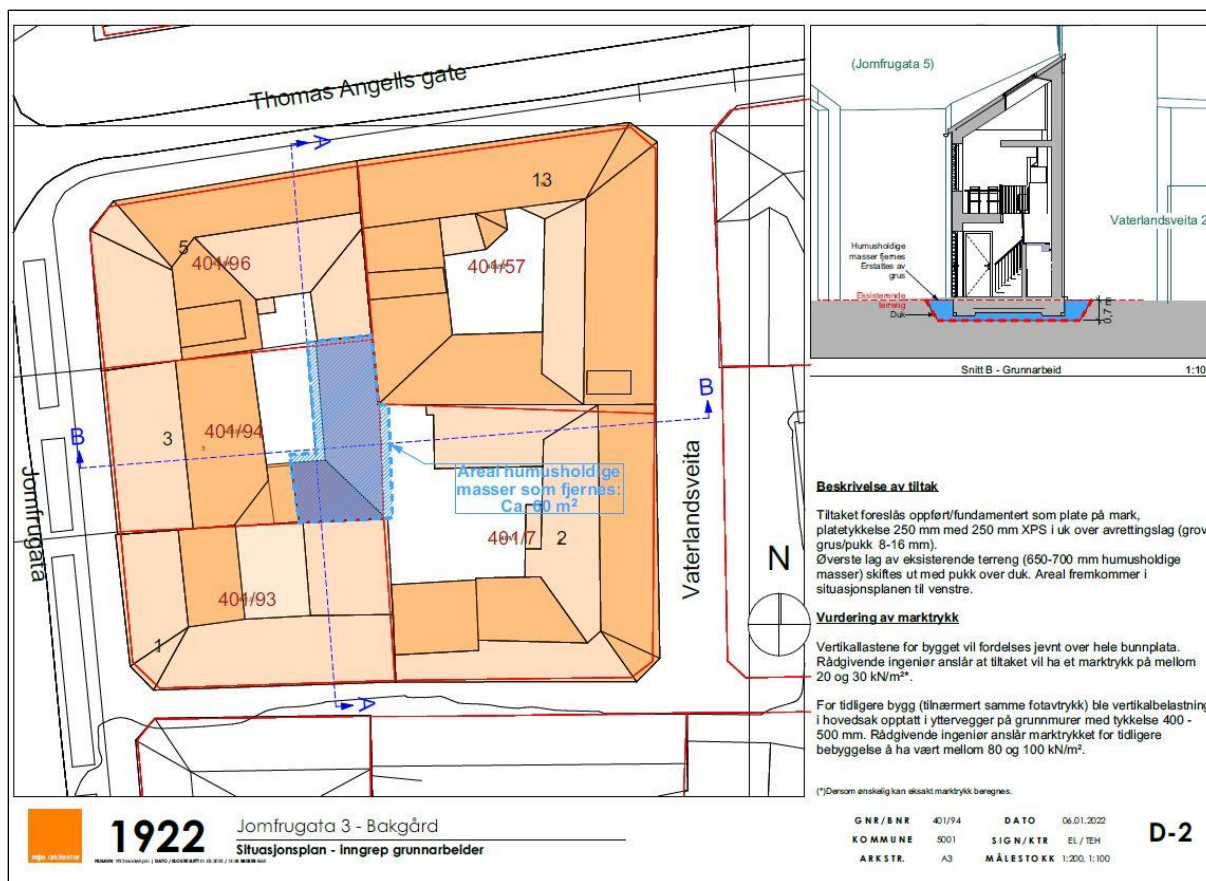 Thomas Angells gate
A
13
5
401/96
401/57
B
3
401/94
B
Jomfrugata
Areal humusholdige
masser som fjernes:
Ca. 60 m²
Vaterlandsveita
401/7
2
N
401/93
1
A
(Jomfrugata 5)
Vaterlandsveita 2
Humusholdige
masser fjernes
Erstattes av
grus
Eksisterende
terreng
Duk
0,7 m
Snitt B - Grunnarbeid
1:10
Beskrivelse av tiltak
Tiltaket foreslås oppført/fundamentert som plate på mark,
platetykkelse 250 mm med 250 mm XPS i uk over avrettingslag (grov
grus/pukk 8-16 mm).
Øverste lag av eksisterende terreng (650-700 mm humusholdige
masser) skiftes ut med pukk over duk. Areal fremkommer i
situasjonsplanen til venstre.
Vurdering av marktrykk
Vertikallastene for bygget vil fordelses jevnt over hele bunnplata.
Rådgivende ingeniør anslår at tiltaket vil ha et marktrykk på mellom
20 og 30 kN/m²*.
For tidligere bygg (tilnærmert samme fotavtrykk) ble vertikalbelastning
i hovedsak opptatt i yttervegger på grunnmurer med tykkelse 400 -
500 mm. Rådgivende ingeniør anslår marktrykket for tidligere
bebyggelse å ha vært mellom 80 og 100 kN/m².
(*)Dersom ønskelig kan eksakt marktrykk beregnes.
1922
Jomfrugata 3 - Bakgård
Situasjonsplan - Inngrep grunnarbeider
GNR/BNR 401/94 DATO 06.01.2022
KOMMUNE 5001 SIGN/KTR EL / TEH
ARKSTR. A3 MÅLESTOKK 1:200, 1:100
D-2